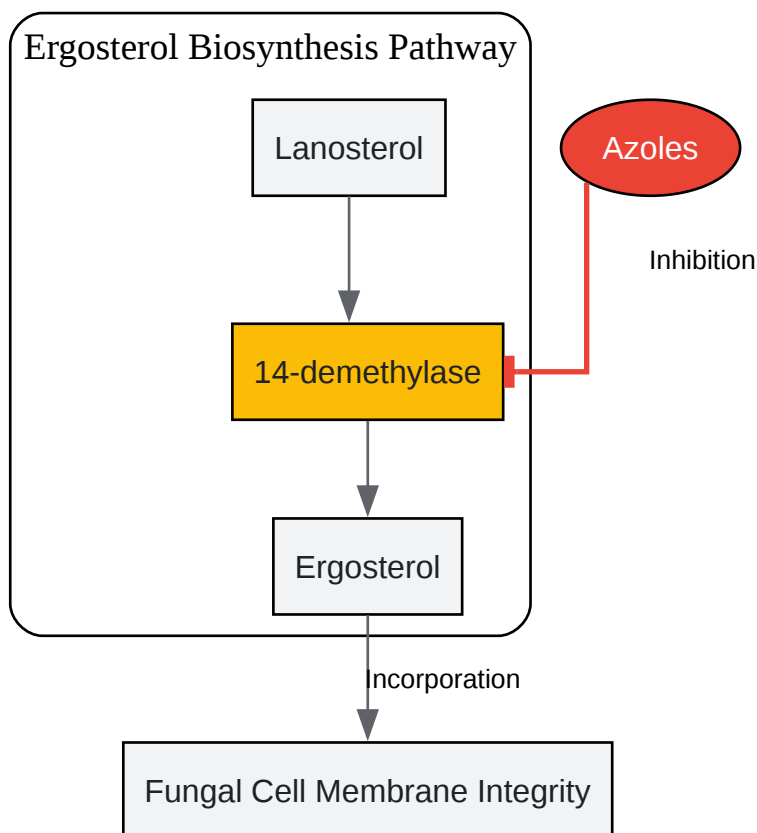 Ergosterol Biosynthesis Pathway
Lanosterol
Azoles
Inhibition
14-demethylase
Ergosterol
Incorporation
Fungal Cell Membrane Integrity